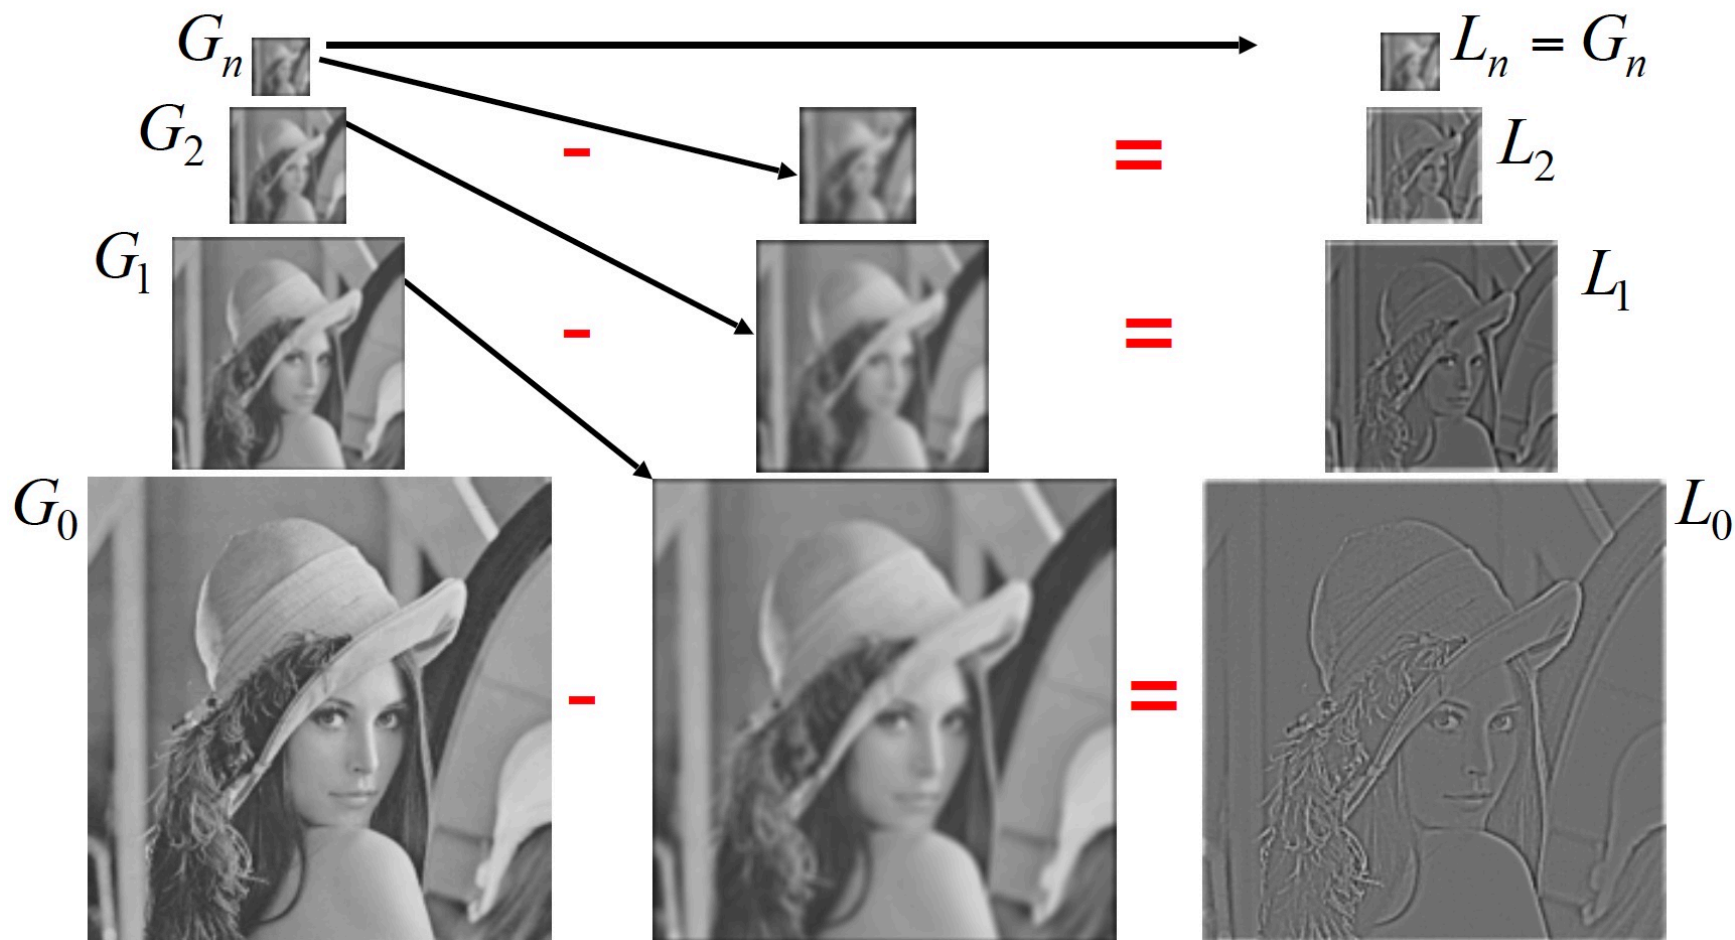 Gₙ Lₙ = Gₙ
G₂ - = L₂
G₁ - = L₁
G₀ - = L₀